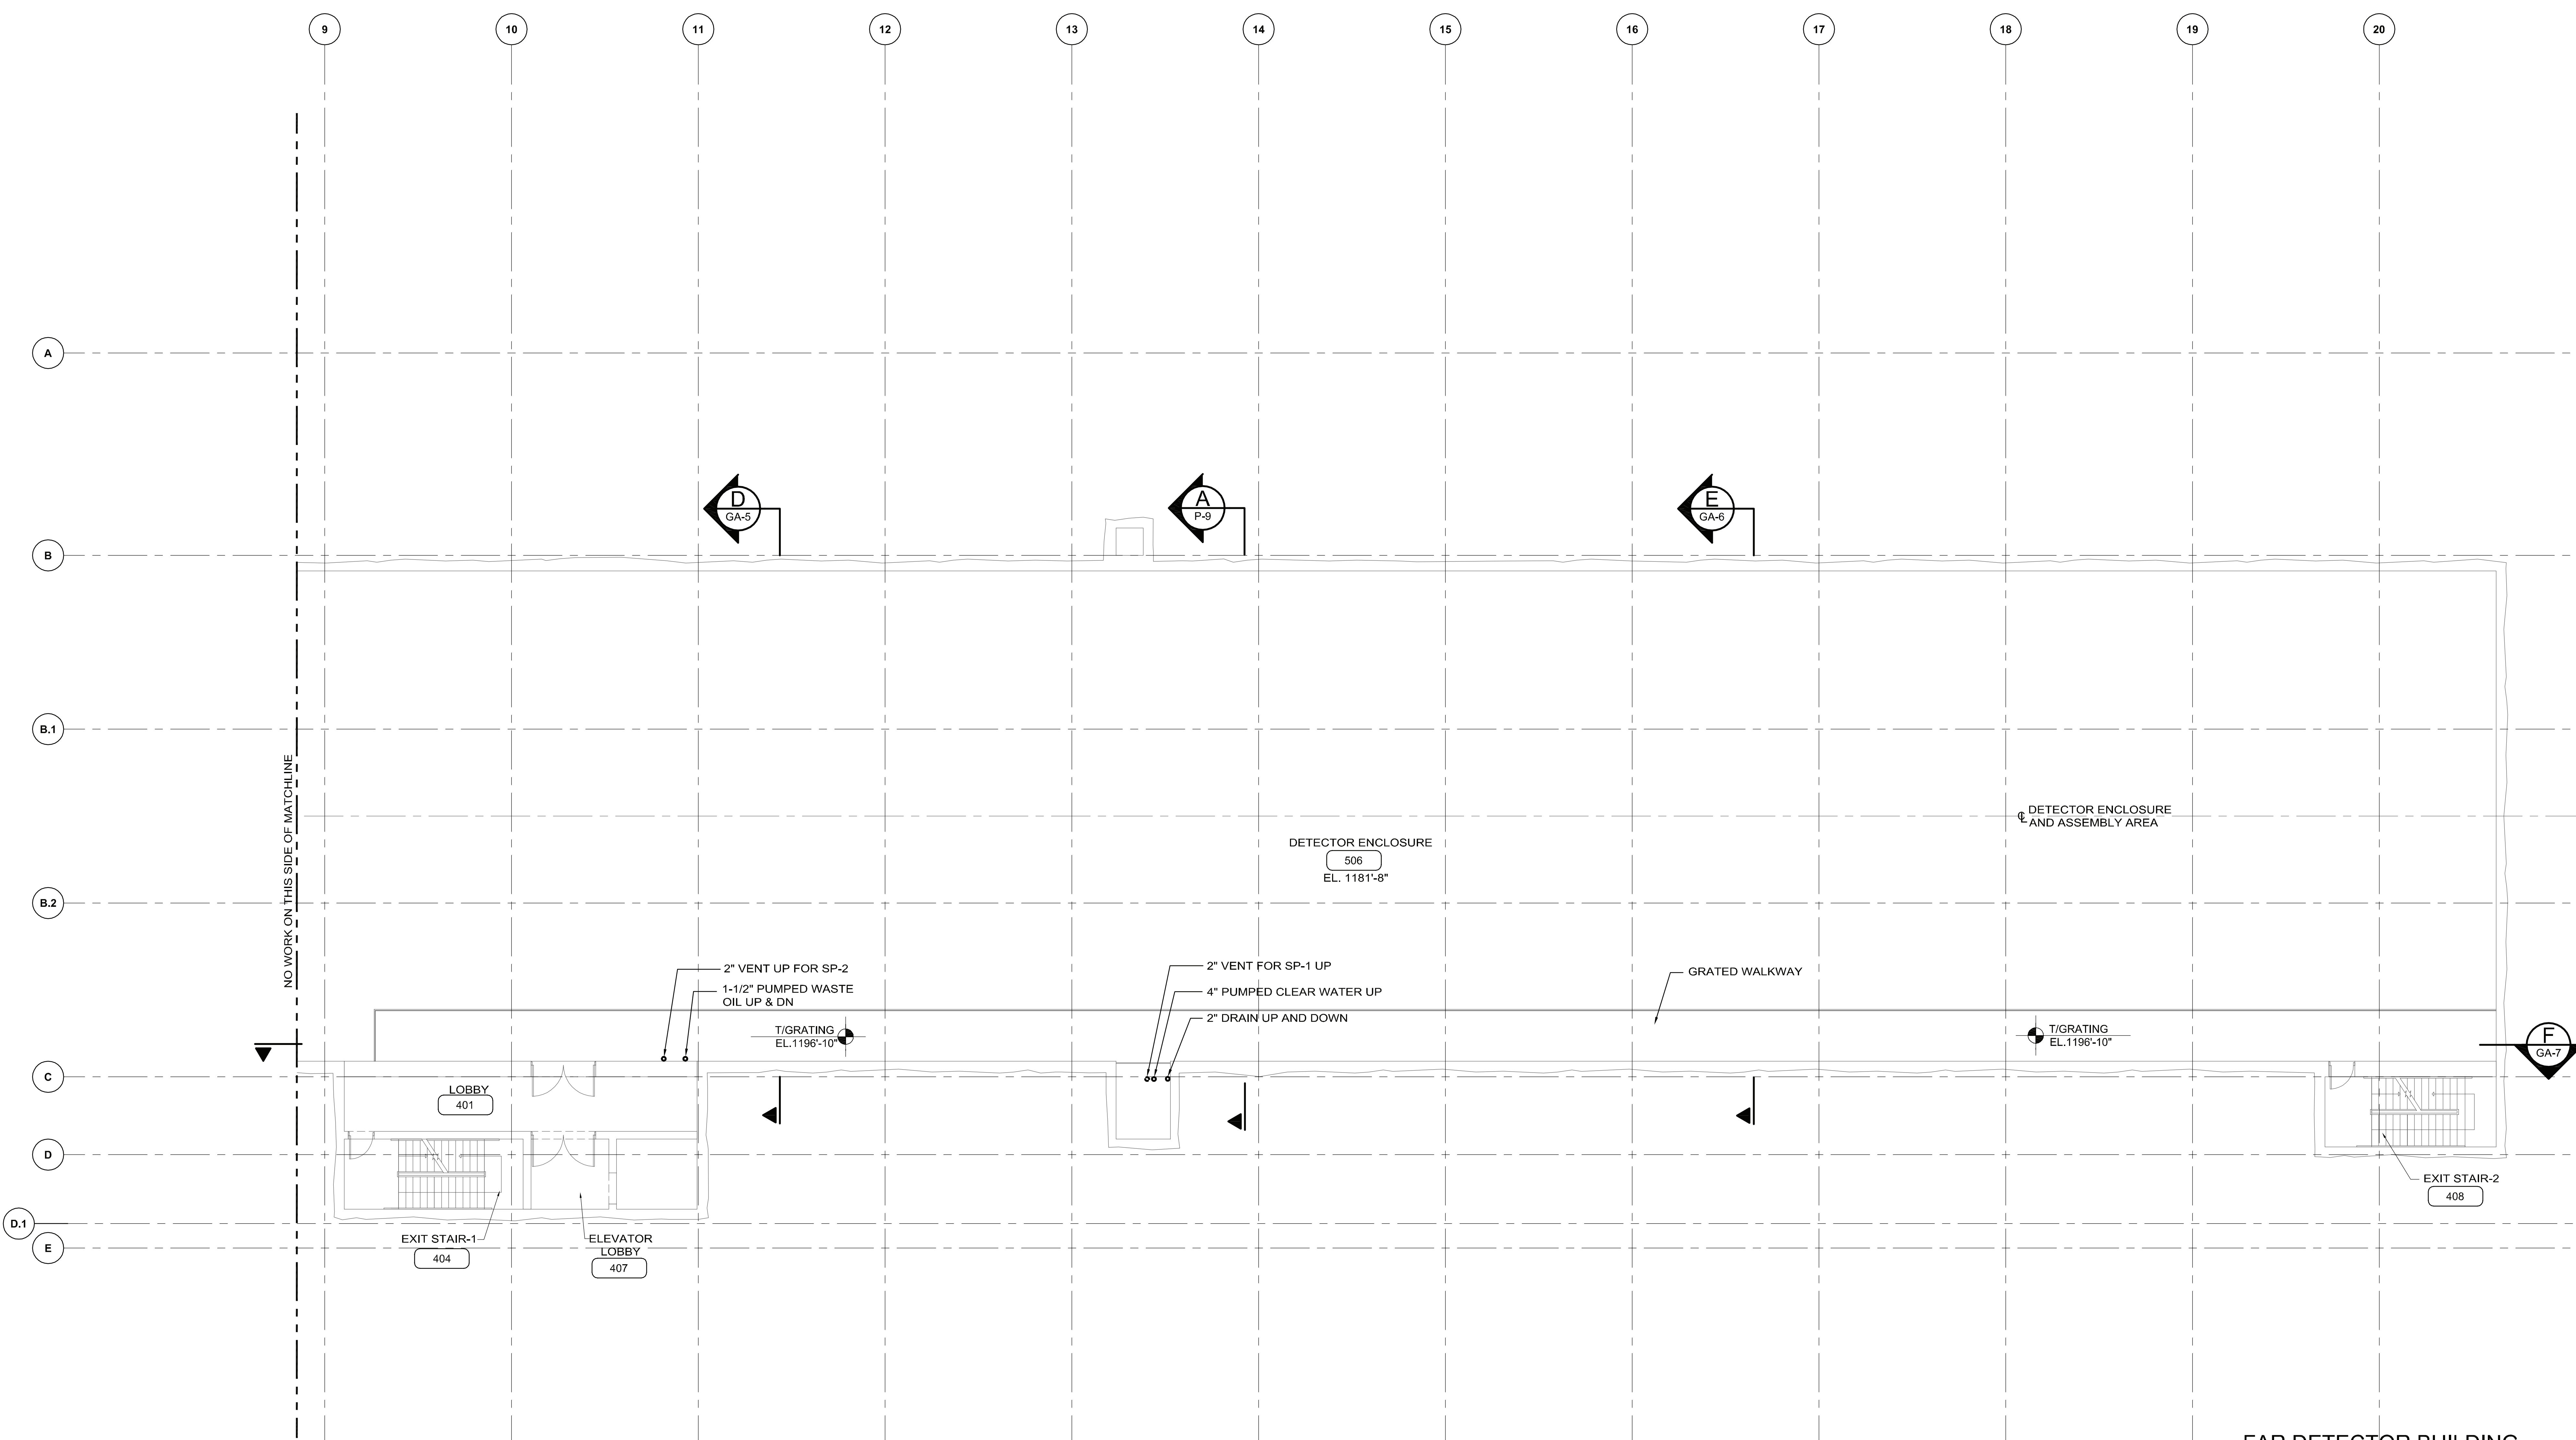 9
10
11
12
13
14
15
16
17
18
19
20
A
D
GA-5
A
P-9
E
GA-6
B
B.1
NO WORK ON THIS SIDE OF MATCHLINE
℄ DETECTOR ENCLOSURE
AND ASSEMBLY AREA
DETECTOR ENCLOSURE
506
EL. 1181'-8"
B.2
2" VENT UP FOR SP-2
1-1/2" PUMPED WASTE
OIL UP & DN
2" VENT FOR SP-1 UP
4" PUMPED CLEAR WATER UP
2" DRAIN UP AND DOWN
GRATED WALKWAY
T/GRATING
EL.1196'-10"
T/GRATING
EL.1196'-10"
F
GA-7
C
LOBBY
401
D
EXIT STAIR-2
408
D.1
E
EXIT STAIR-1
404
ELEVATOR
LOBBY
407
FAR DETECTOR BUILDING